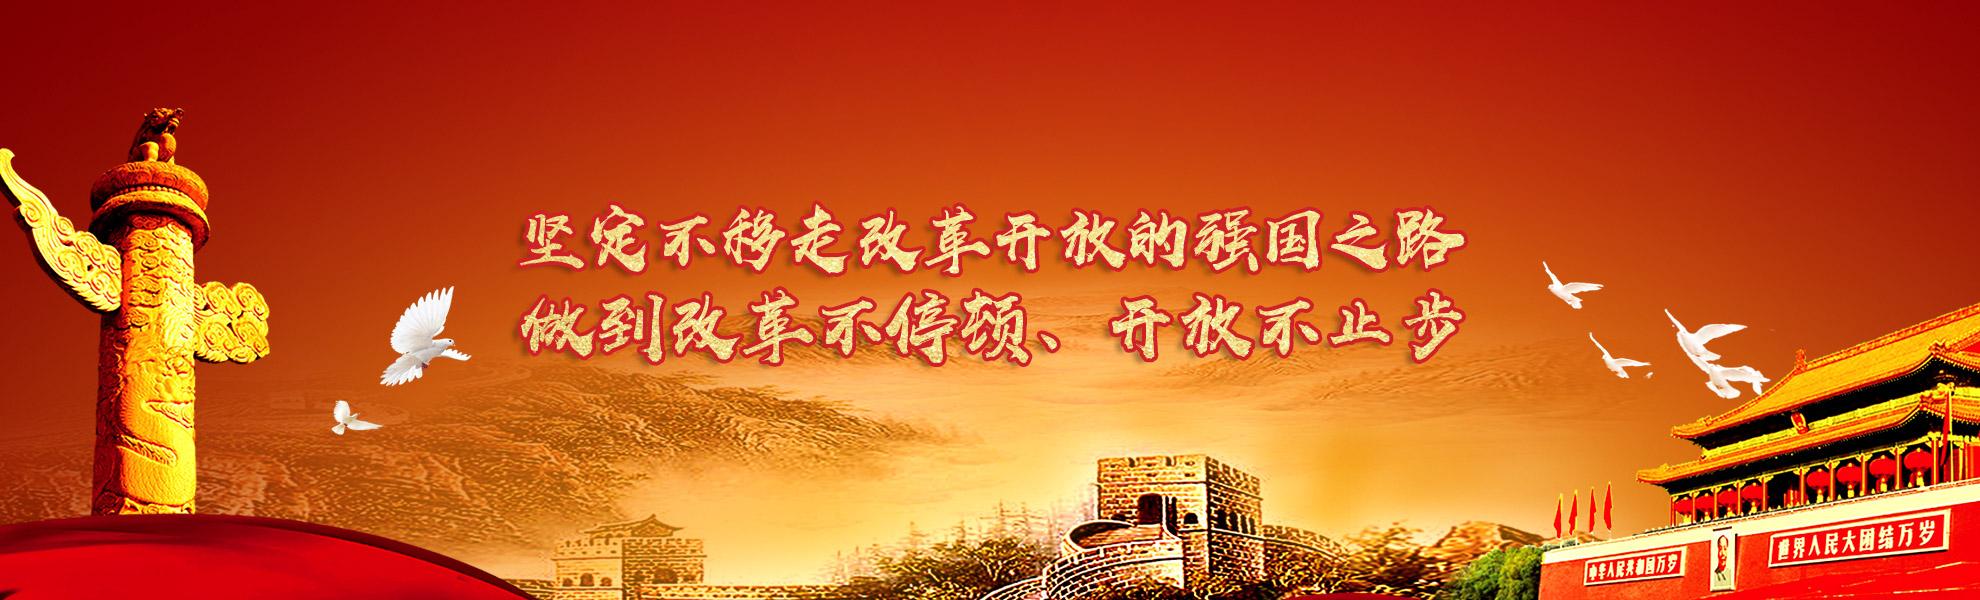 坚定不移走改革开放的强国之路
做到改革不停顿、开放不止步
中华人民共和国万岁
世界人民大团结万岁